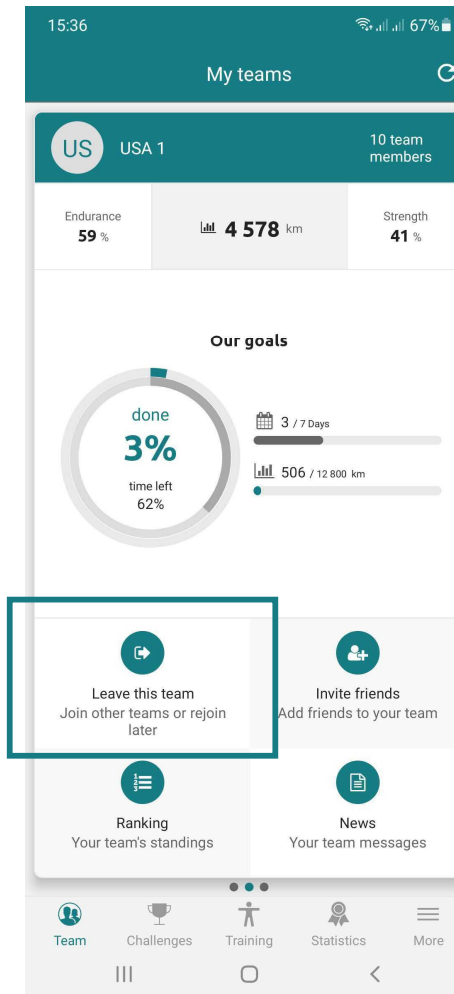 15:36
67%
My teams
US
USA 1
10 team
members
Endurance
59 %
4 578 km
Strength
41 %
Our goals
done
3%
time left
62%
3 / 7 Days
506 / 12 800 km
Leave this team
Join other teams or rejoin
later
Invite friends
Add friends to your team
1
2
3
Ranking
Your team's standings
News
Your team messages
Team
Challenges
Training
Statistics
More